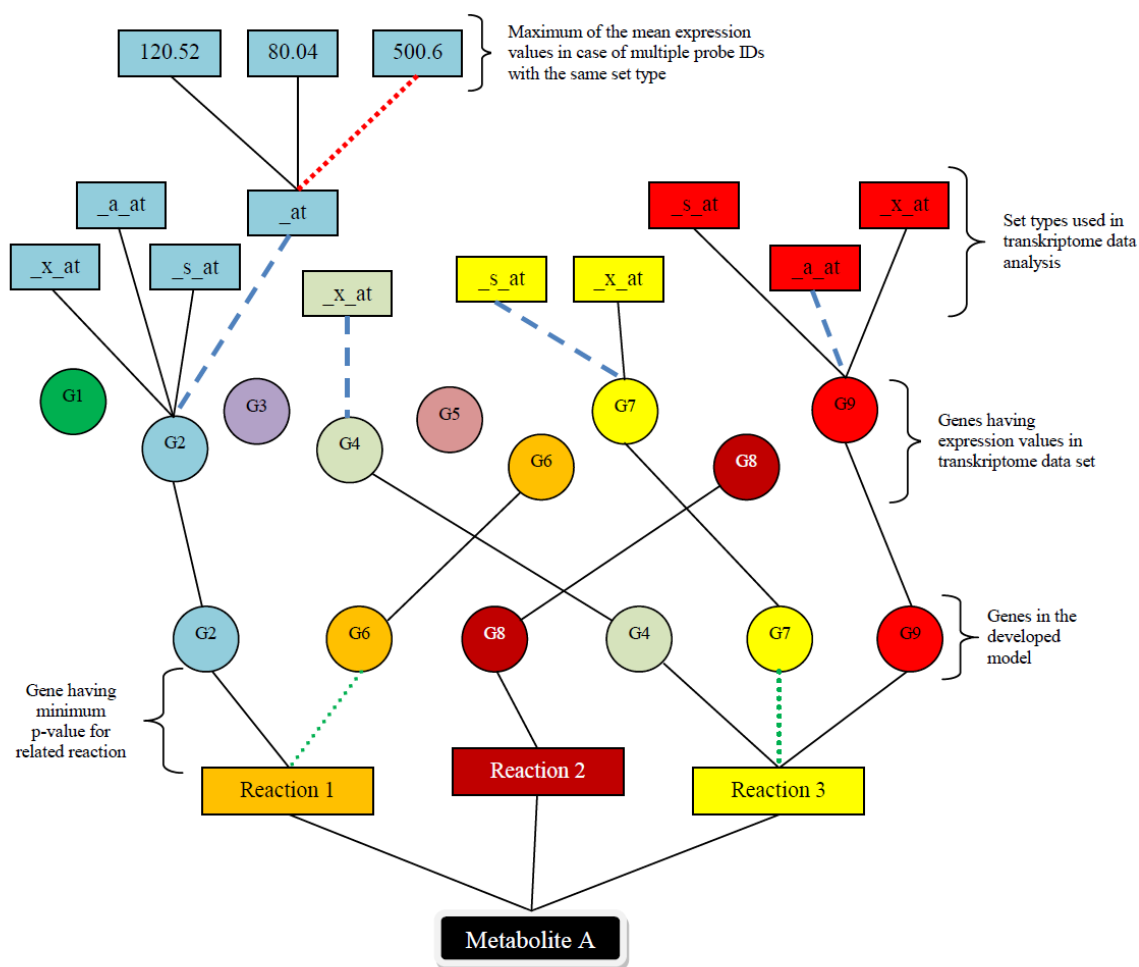 120.52
80.04
500.6
Maximum of the mean expression
values in case of multiple probe IDs
with the same set type
_a_at
_at
_s_at
_x_at
_x_at
_s_at
_x_at
_s_at
_x_at
_a_at
Set types used in
transkriptome data
analysis
G1
G2
G3
G4
G5
G6
G7
G8
G9
Genes having
expression values in
transkriptome data set
G2
G6
G8
G4
G7
G9
Genes in the
developed
model
Gene having
minimum
p-value for
related reaction
Reaction 1
Reaction 2
Reaction 3
Metabolite A